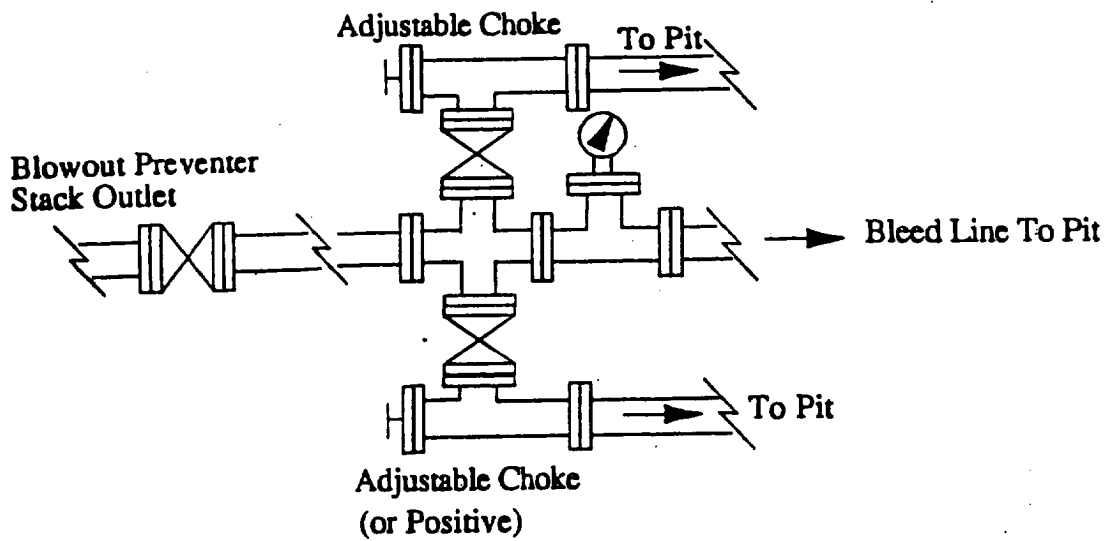 Adjustable Choke
To Pit
Blowout Preventer
Stack Outlet
Bleed Line To Pit
To Pit
Adjustable Choke
(or Positive)